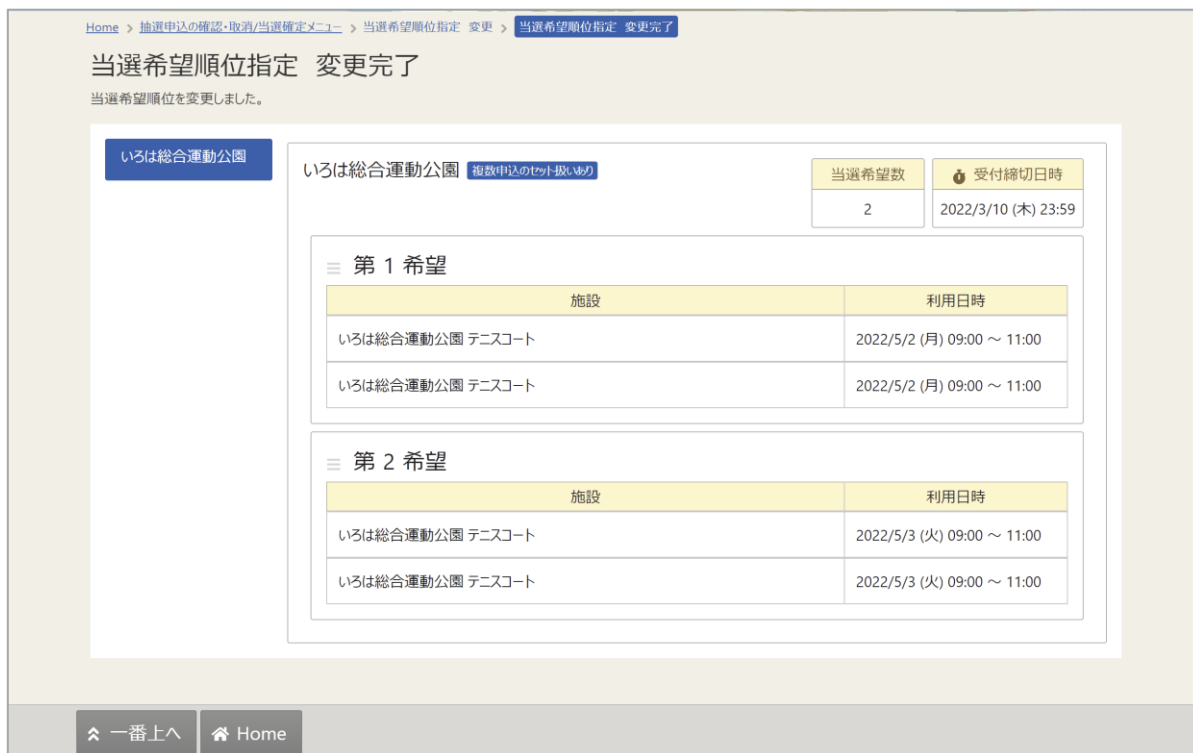 Home > 抽選申込の確認・取消/当選確定メニュー > 当選希望順位指定 変更 > 当選希望順位指定 変更完了
当選希望順位指定 変更完了
当選希望順位を変更しました。
いろは総合運動公園
いろは総合運動公園 複数申込のセット扱いあり
当選希望数 受付締切日時
2 2022/3/10 (木) 23:59
第 1 希望
施設 利用日時
いろは総合運動公園 テニスコート 2022/5/2 (月) 09:00 ～ 11:00
いろは総合運動公園 テニスコート 2022/5/2 (月) 09:00 ～ 11:00
第 2 希望
施設 利用日時
いろは総合運動公園 テニスコート 2022/5/3 (火) 09:00 ～ 11:00
いろは総合運動公園 テニスコート 2022/5/3 (火) 09:00 ～ 11:00
一番上へ Home